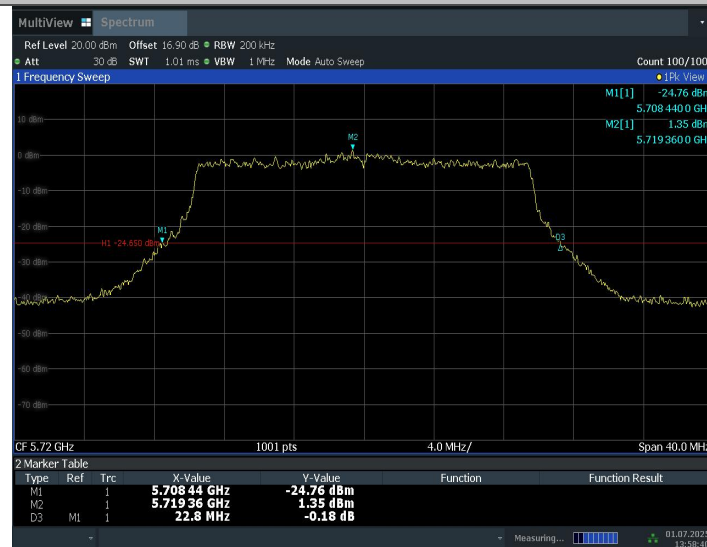 MultiView Spectrum
Ref Level 20.00 dBm Offset 16.90 dB RBW 200 kHz
Att 30 dB SWT 1.01 ms VBW 1 MHz Mode Auto Sweep Count 100/100
1 Frequency Sweep 1Pk View
M1[1] -24.76 dBm
5.708 440 0 GH
M2[1] 1.35 dBm
5.719 360 0 GH
10 dBm
M2
0 dBm
-10 dBm
-20 dBm
M1
H1 -24.650 dBm
D3
-30 dBm
-40 dBm
-50 dBm
-60 dBm
-70 dBm
CF 5.72 GHz 1001 pts 4.0 MHz/ Span 40.0 MHz
2 Marker Table
Type Ref Trc X-Value Y-Value Function Function Result
M1 1 5.708 44 GHz -24.76 dBm
M2 1 5.719 36 GHz 1.35 dBm
D3 M1 1 22.8 MHz -0.18 dB
Measuring... 01.07.2025
13:58:40